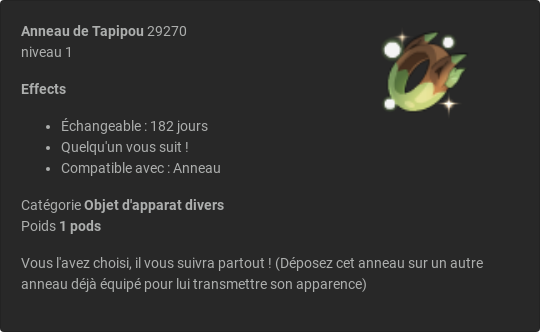 Anneau de Tapipou 29270
niveau 1
Effects
Échangeable : 182 jours
Quelqu'un vous suit !
Compatible avec : Anneau
Catégorie Objet d'apparat divers
Poids 1 pods
Vous l'avez choisi, il vous suivra partout ! (Déposez cet anneau sur un autre
anneau déjà équipé pour lui transmettre son apparence)